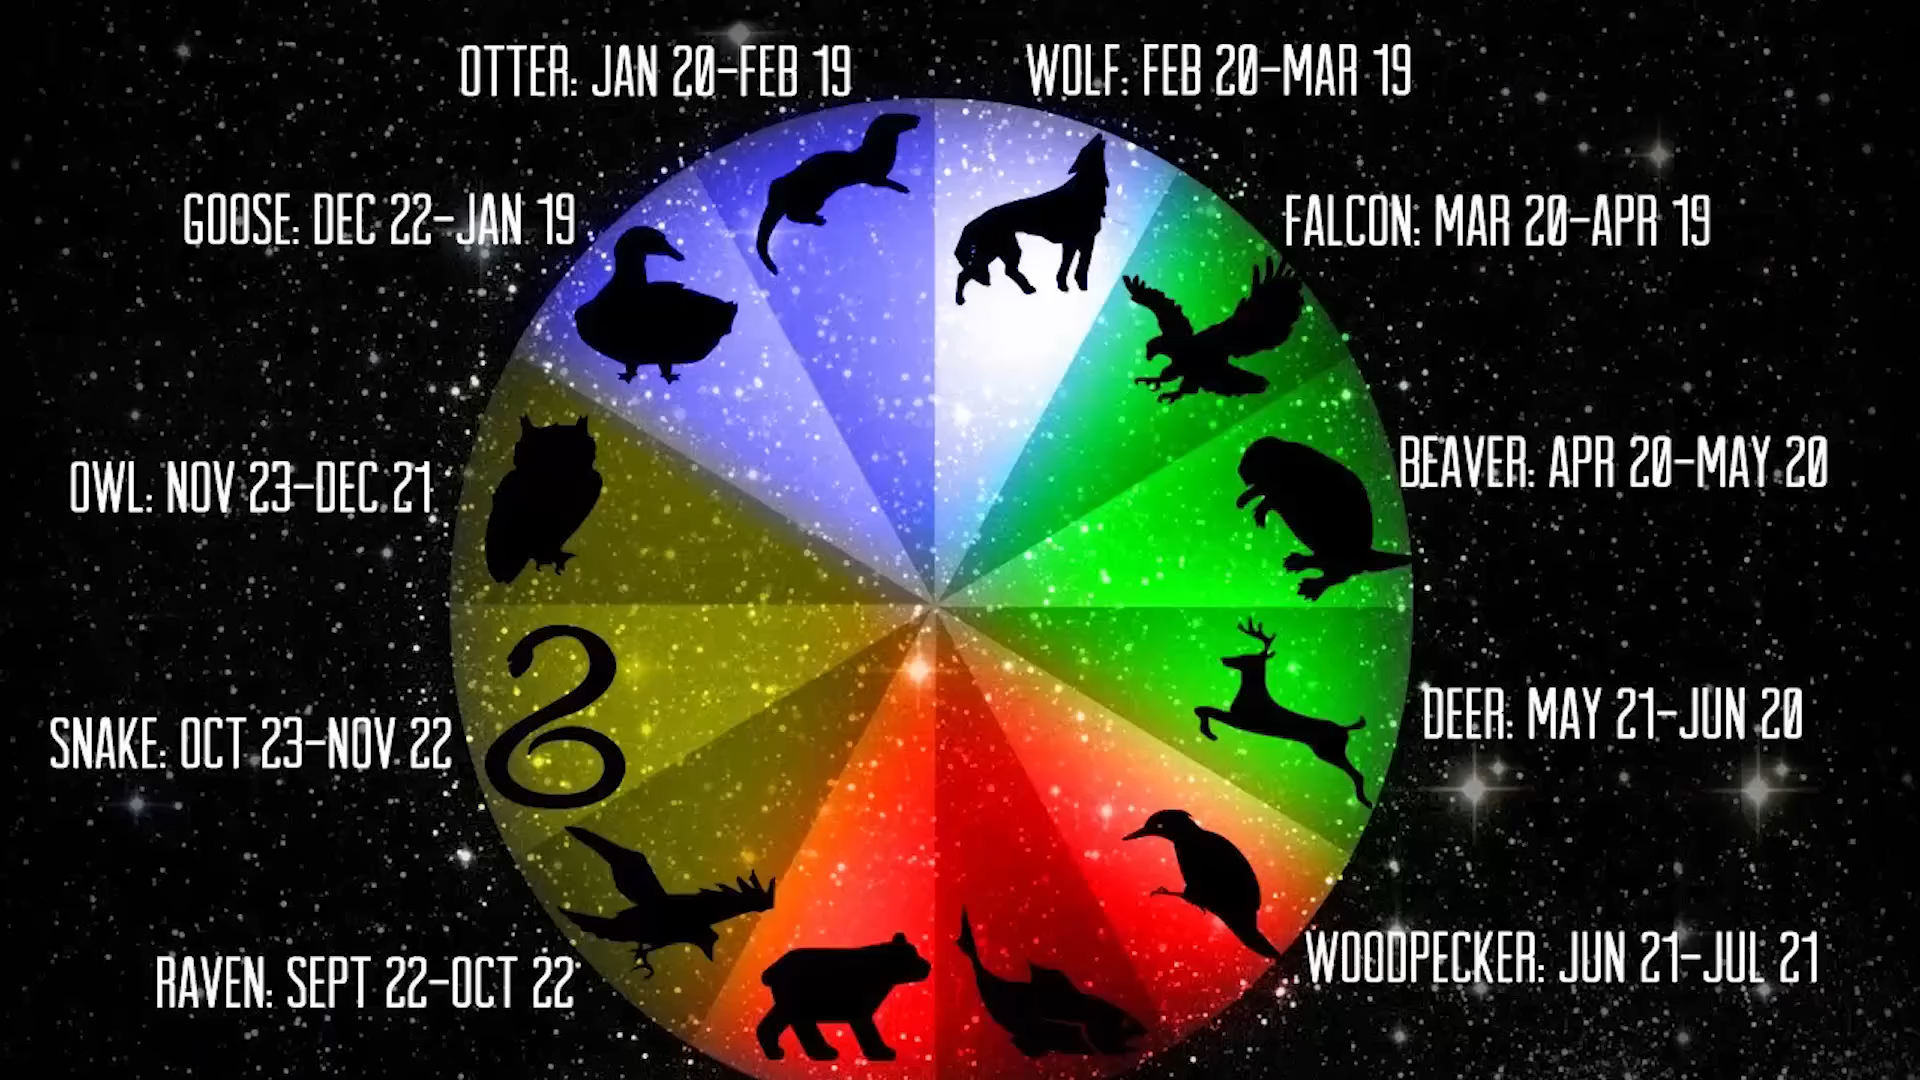 OTTER: JAN 20-FEB 19
WOLF: FEB 20-MAR 19
GOOSE: DEC 22-JAN 19
FALCON: MAR 20-APR 19
BEAVER: APR 20-MAY 20
OWL: NOV 23-DEC 21
DEER: MAY 21-JUN 20
SNAKE: OCT 23-NOV 22
WOODPECKER: JUN 21-JUL 21
RAVEN: SEPT 22-OCT 22